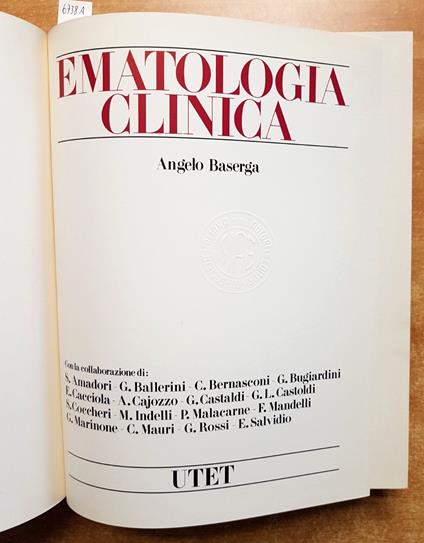 6738 A
EMATOLOGIA
CLINICA
Angelo Baserga
Con la collaborazione di:
S. Amadori - G. Ballerini - C. Bernasconi - G. Bugiardini
E. Cacciola - A. Cajozzo - G. Castaldi - G. L. Castoldi
S. Coccheri - M. Indelli - P. Malacarne - F. Mandelli
G. Marinone - C. Mauri - G. Rossi - E. Salvidio
UTET